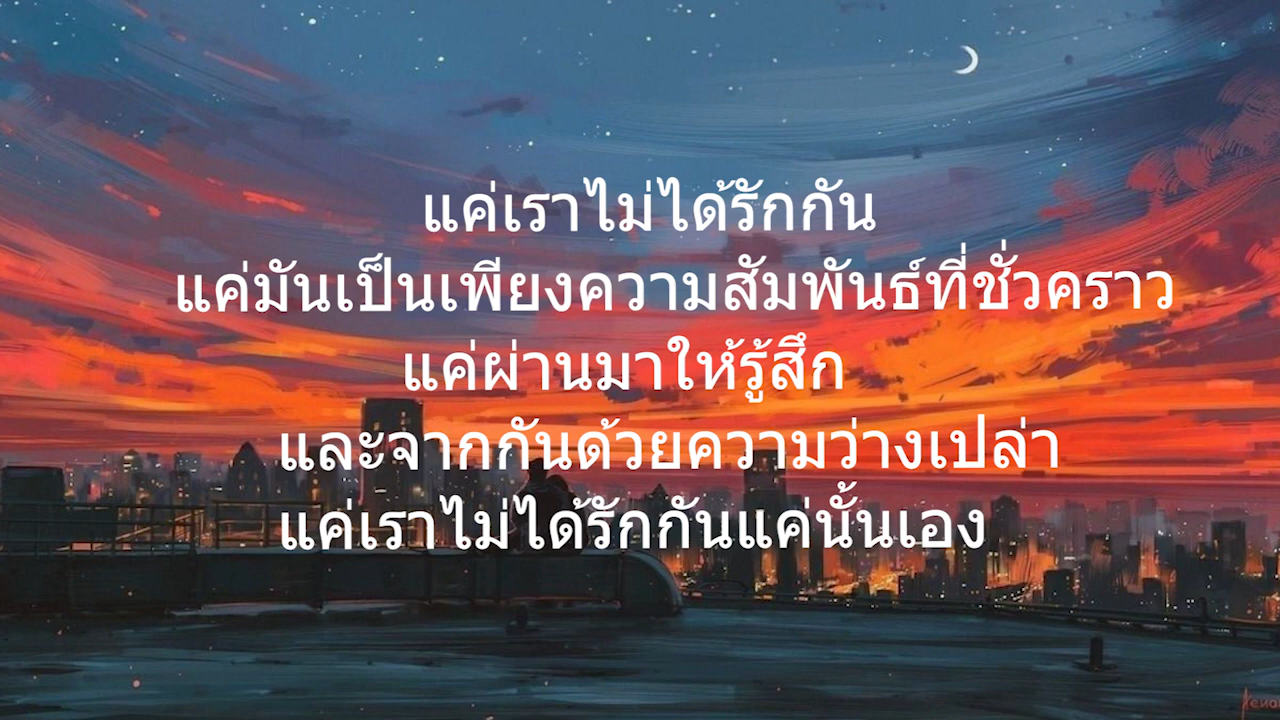 แค่เราไม่ได้รักกัน
แค่มันเป็นเพียงความสัมพันธ์ที่ชั่วคราว
แค่ผ่านมาให้รู้สึก
และจากกันด้วยความว่างเปล่า
แค่เราไม่ได้รักกันแค่นั้นเอง